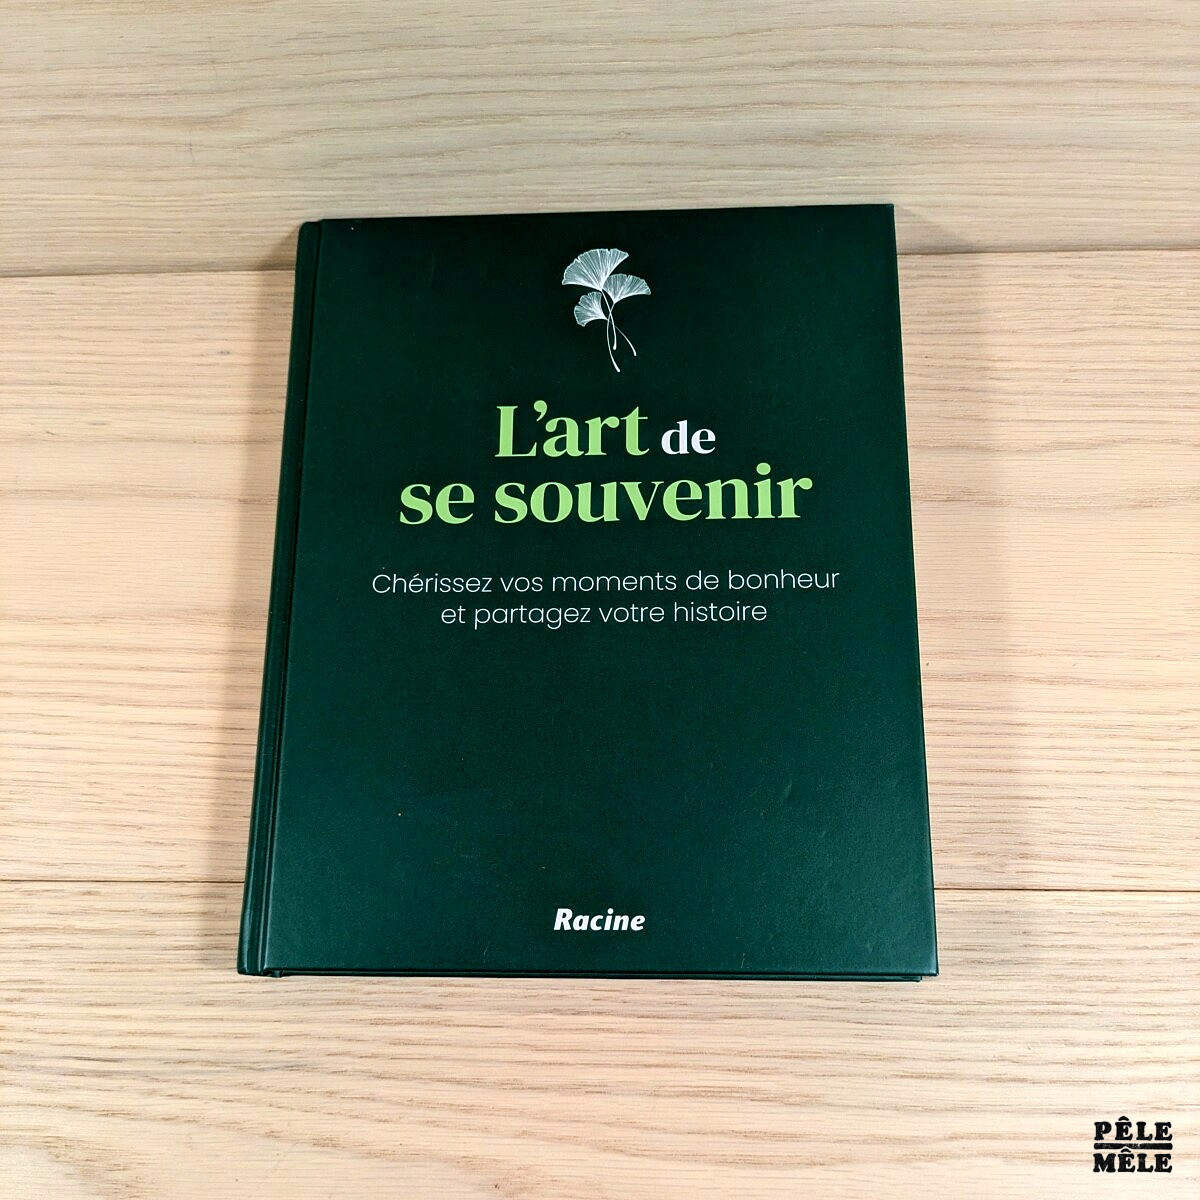 L'art de
se souvenir
Chérissez vos moments de bonheur
et partagez votre histoire
Racine
PÊLE
MÊLE